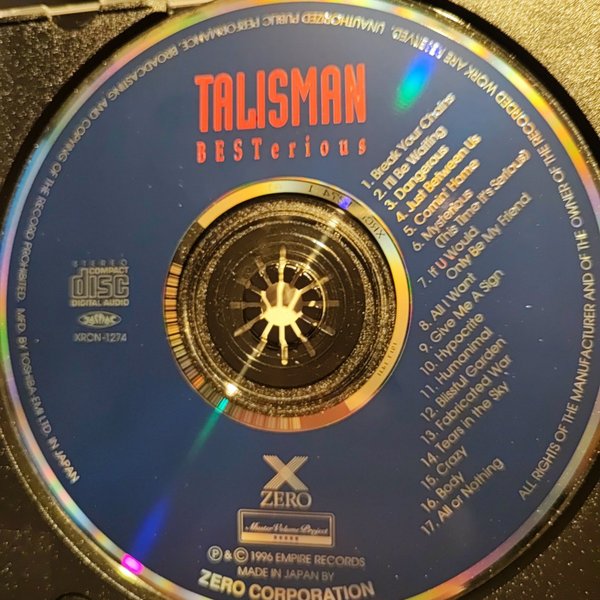 TALISMAN
BESTerious
1. Break Your Chains
2. I'll Be Waiting
3. Dangerous
4. Just Between Us
5. Comin' Home
6. Mysterious
(This Time It's Serious)
7. If U Would
Only Be My Friend
8. All I Want
9. Give Me A Sign
10. Hypocrite
11. Humanimal
12. Blissful Garden
13. Fabricated War
14. Tears in the Sky
15. Crazy
16. Body
17. All or Nothing
STEREO
COMPACT
disc
DIGITAL AUDIO
XRCN-1274
X
ZERO
Master Volume Project
Ⓟ & © 1996 EMPIRE RECORDS
MADE IN JAPAN BY
ZERO CORPORATION
ALL RIGHTS OF THE MANUFACTURER AND OF THE OWNER OF THE RECORDED WORK ARE RESERVED. UNAUTHORIZED PUBLIC PERFORMANCE, BROADCASTING AND COPYING OF THE RECORD PROHIBITED. MFD. BY TOSHIBA-EMI LTD. IN JAPAN